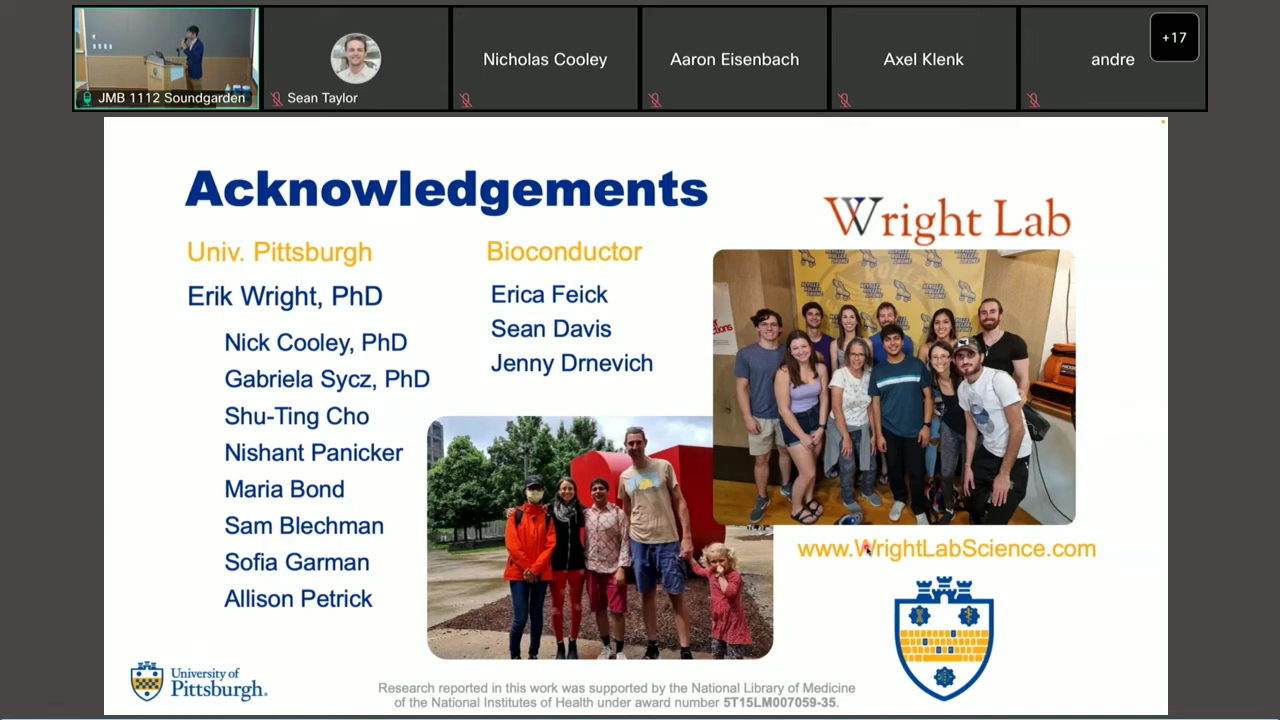 JMB 1112 Soundgarden
Sean Taylor
Nicholas Cooley
Aaron Eisenbach
Axel Klenk
andre
+17
Acknowledgements
Wright Lab
Univ. Pittsburgh
Erik Wright, PhD
Nick Cooley, PhD
Gabriela Sycz, PhD
Shu-Ting Cho
Nishant Panicker
Maria Bond
Sam Blechman
Sofia Garman
Allison Petrick
Bioconductor
Erica Feick
Sean Davis
Jenny Drnevich
www.WrightLabScience.com
University of
Pittsburgh®
Research reported in this work was supported by the National Library of Medicine
of the National Institutes of Health under award number 5T15LM007059-35.